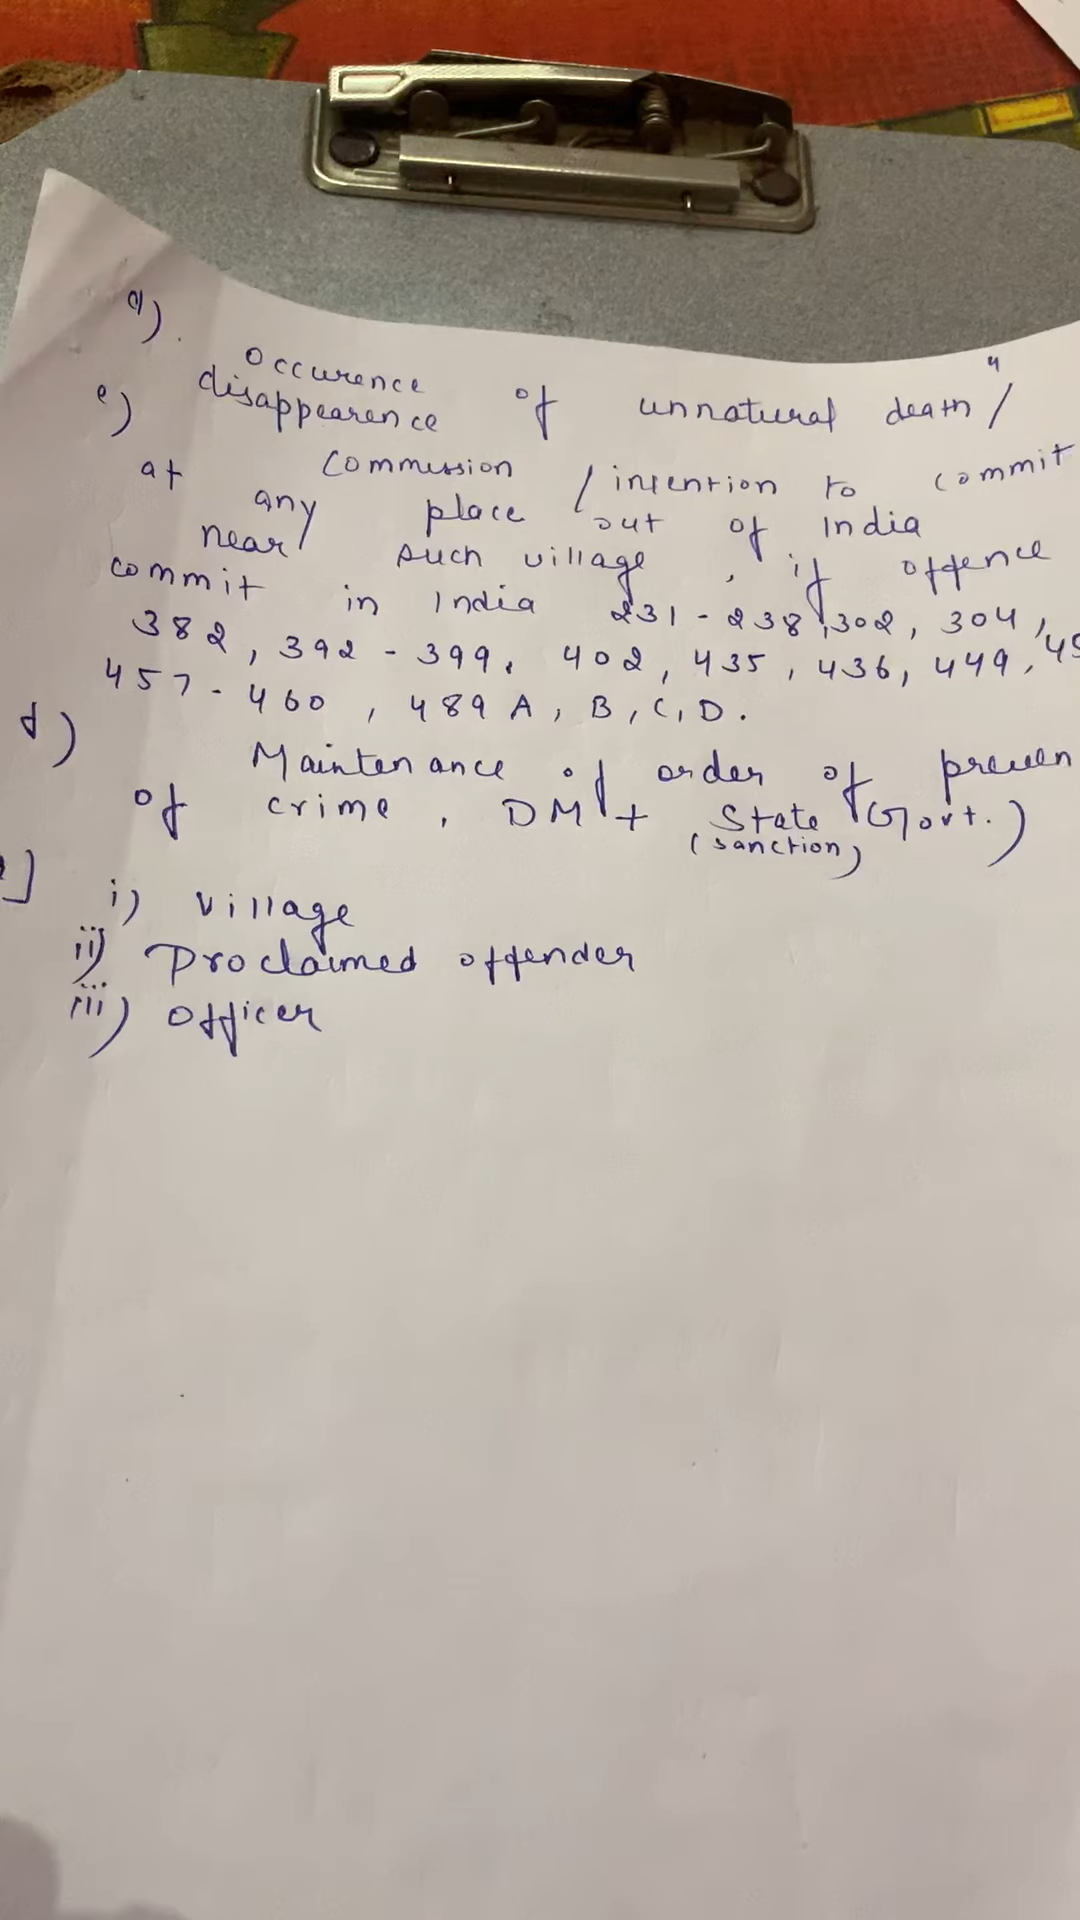 d).
occurence of unnatural death/ "
e) disappearence
commission / intention to commit
at any place out of India
near such village, if offence
commit in India 231-238, 302, 304,
382, 392-399, 402, 435, 436, 449, 45
457-460, 489 A, B, C, D.
d) Maintenance of order of preven
of crime, DM + State Govt.)
(sanction)
]
i) village
ii) Proclaimed offender
iii) officer